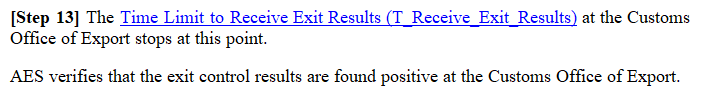 [Step 13] The Time Limit to Receive Exit Results (T_Receive_Exit_Results) at the Customs
Office of Export stops at this point.
AES verifies that the exit control results are found positive at the Customs Office of Export.